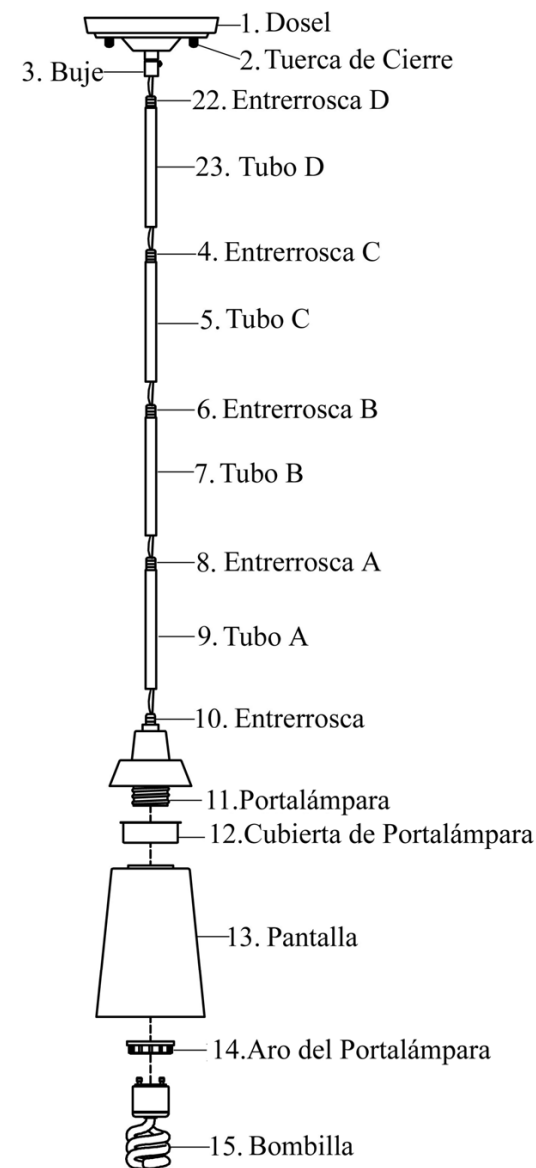 1. Dosel
2. Tuerca de Cierre
3. Buje
22. Entrerrosca D
23. Tubo D
4. Entrerrosca C
5. Tubo C
6. Entrerrosca B
7. Tubo B
8. Entrerrosca A
9. Tubo A
10. Entrerrosca
11.Portalámpara
12.Cubierta de Portalámpara
13. Pantalla
14.Aro del Portalámpara
15. Bombilla